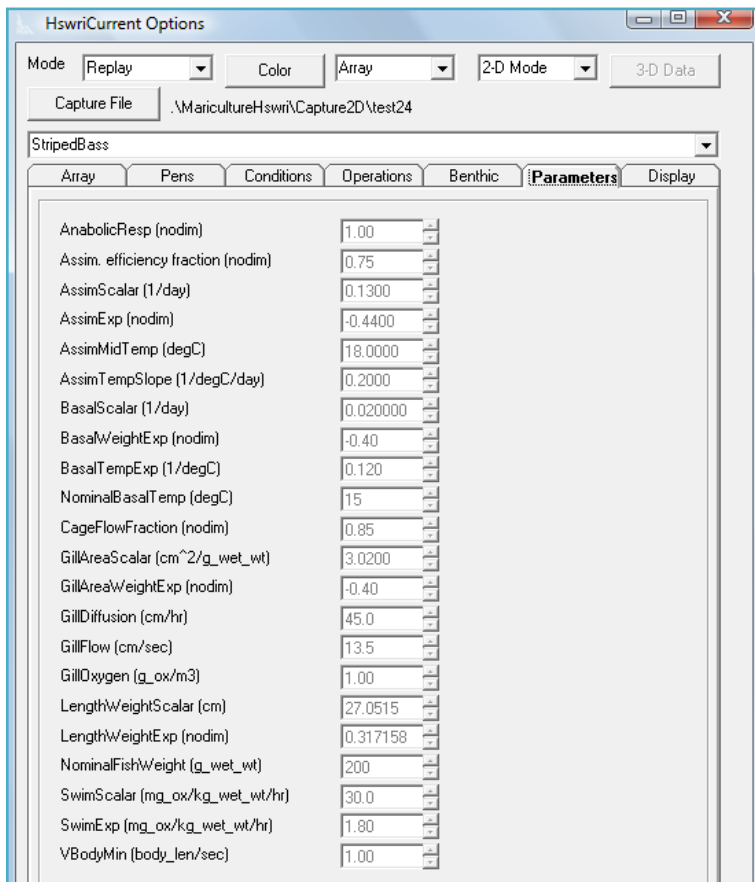 HswriCurrent Options
Mode Replay Color Array 2-D Mode 3-D Data
Capture File .\MaricultureHswri\Capture2D\test24
StripedBass
Array Pens Conditions Operations Benthic Parameters Display
AnabolicResp (nodim) 1.00
Assim. efficiency fraction (nodim) 0.75
AssimScalar (1/day) 0.1300
AssimExp (nodim) -0.4400
AssimMidTemp (degC) 18.0000
AssimTempSlope (1/degC/day) 0.2000
BasalScalar (1/day) 0.020000
BasalWeightExp (nodim) -0.40
BasalTempExp (1/degC) 0.120
NominalBasalTemp (degC) 15
CageFlowFraction (nodim) 0.85
GillAreaScalar (cm^2/g_wet_wt) 3.0200
GillAreaWeightExp (nodim) -0.40
GillDiffusion (cm/hr) 45.0
GillFlow (cm/sec) 13.5
GillOxygen (g_ox/m3) 1.00
LengthWeightScalar (cm) 27.0515
LengthWeightExp (nodim) 0.317158
NominalFishWeight (g_wet_wt) 200
SwimScalar (mg_ox/kg_wet_wt/hr) 30.0
SwimExp (mg_ox/kg_wet_wt/hr) 1.80
VBodyMin (body_len/sec) 1.00